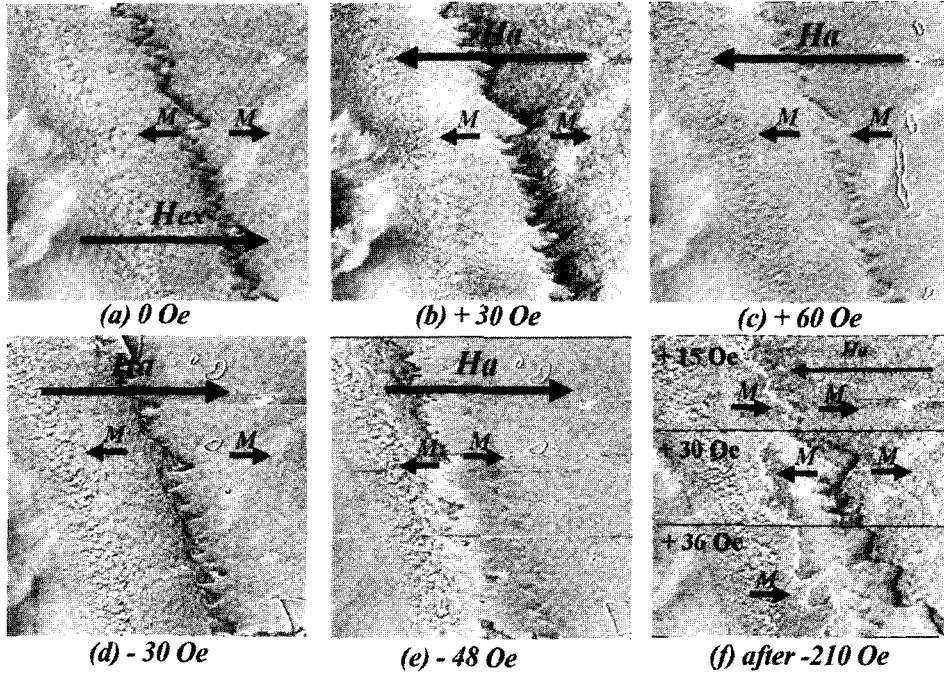 Ha
Ha
M M
M M
M M
Hex
(a) 0 Oe
(b) + 30 Oe
(c) + 60 Oe
Ha
Ha
+ 15 Oe
Ha
M M
M M
M M
+ 30 Oe
M M
+ 36 Oe
M
(d) - 30 Oe
(e) - 48 Oe
(f) after -210 Oe